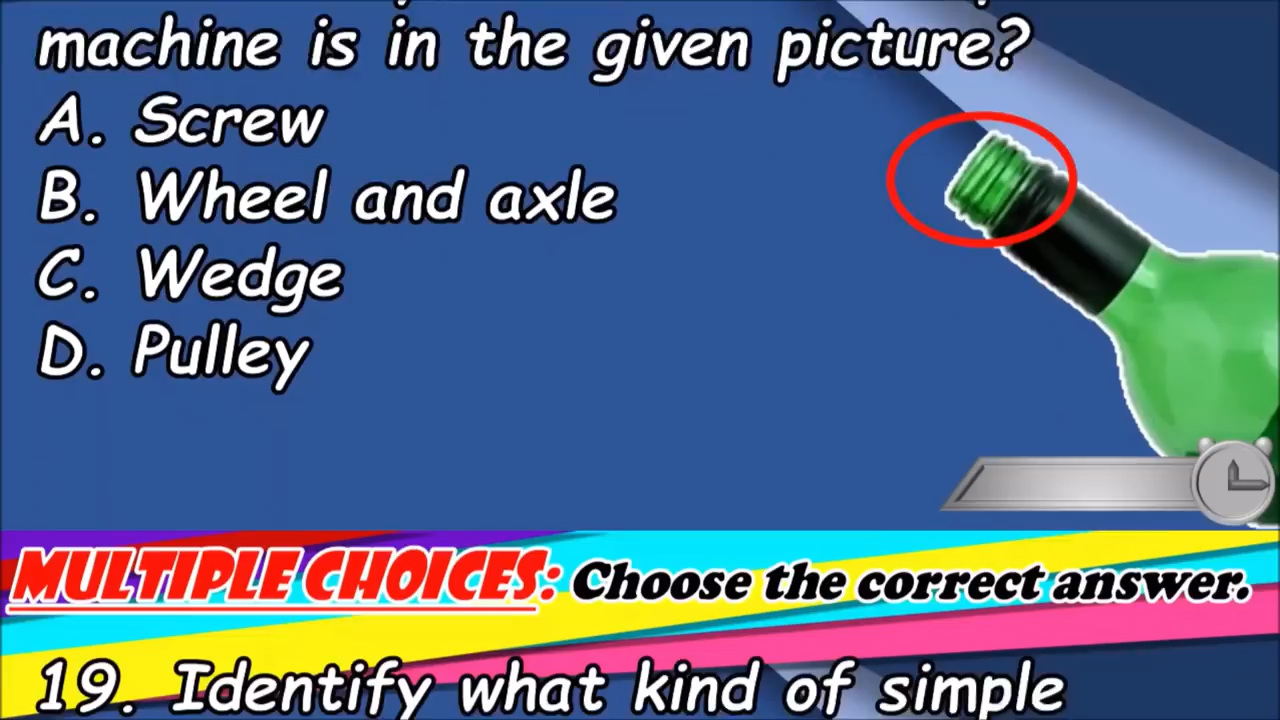 machine is in the given picture?
A. Screw
B. Wheel and axle
C. Wedge
D. Pulley
MULTIPLE CHOICES: Choose the correct answer.
19. Identify what kind of simple